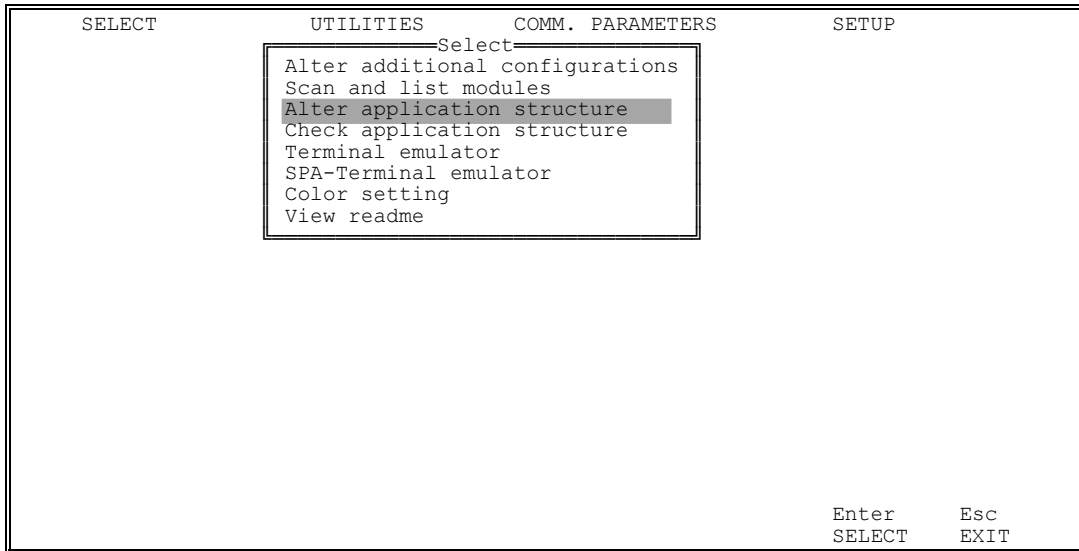 SELECT UTILITIES COMM. PARAMETERS SETUP
Select
Alter additional configurations
Scan and list modules
Alter application structure
Check application structure
Terminal emulator
SPA-Terminal emulator
Color setting
View readme
Enter Esc
SELECT EXIT